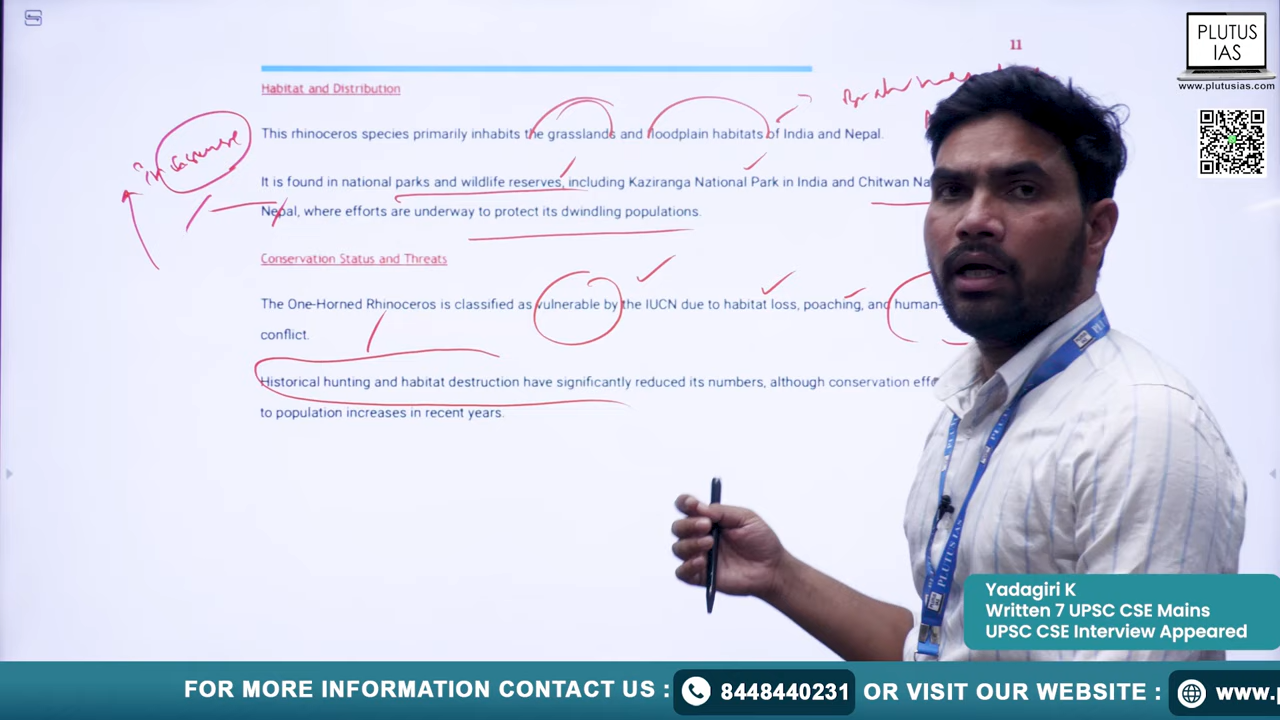 PLUTUS
IAS
www.plutusias.com
11
Habitat and Distribution
This rhinoceros species primarily inhabits the grasslands and floodplain habitats of India and Nepal.
It is found in national parks and wildlife reserves, including Kaziranga National Park in India and Chitwan Na
Nepal, where efforts are underway to protect its dwindling populations.
Conservation Status and Threats
The One-Horned Rhinoceros is classified as vulnerable by the IUCN due to habitat loss, poaching, and human-
conflict.
Historical hunting and habitat destruction have significantly reduced its numbers, although conservation eff
to population increases in recent years.
PLUTUS IAS
Yadagiri K
Written 7 UPSC CSE Mains
UPSC CSE Interview Appeared
FOR MORE INFORMATION CONTACT US : 8448440231 OR VISIT OUR WEBSITE : www.p